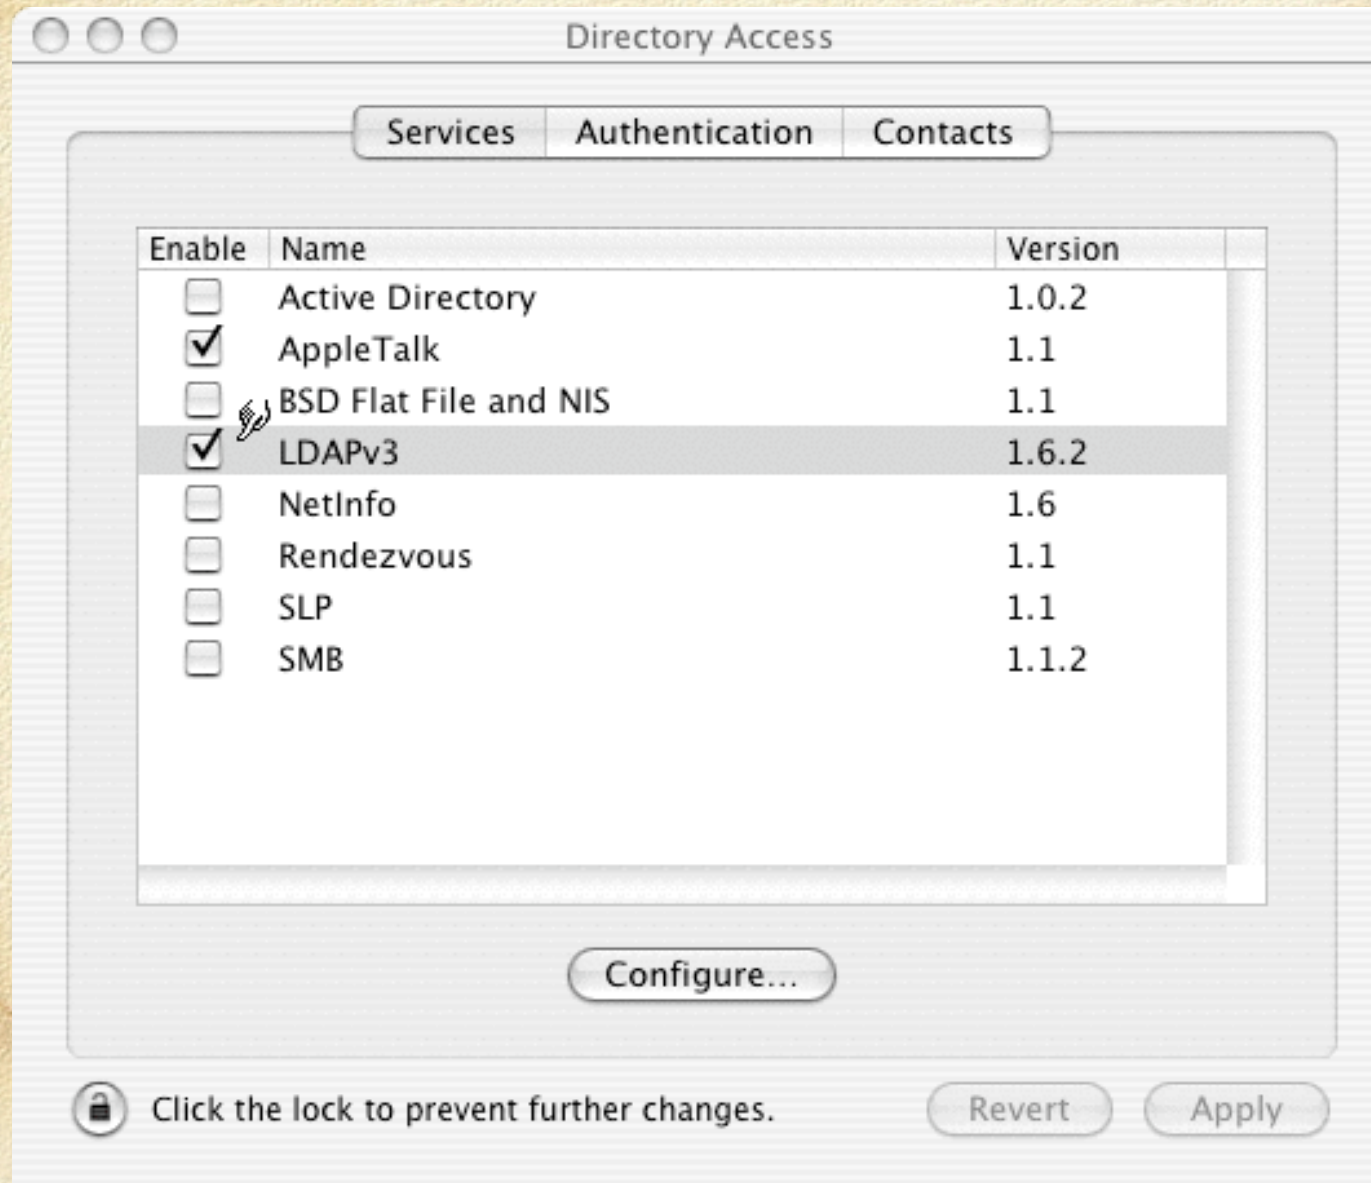 Directory Access
Services Authentication Contacts
Enable Name Version
Active Directory 1.0.2
AppleTalk 1.1
BSD Flat File and NIS 1.1
LDAPv3 1.6.2
NetInfo 1.6
Rendezvous 1.1
SLP 1.1
SMB 1.1.2
Configure...
Click the lock to prevent further changes. Revert Apply